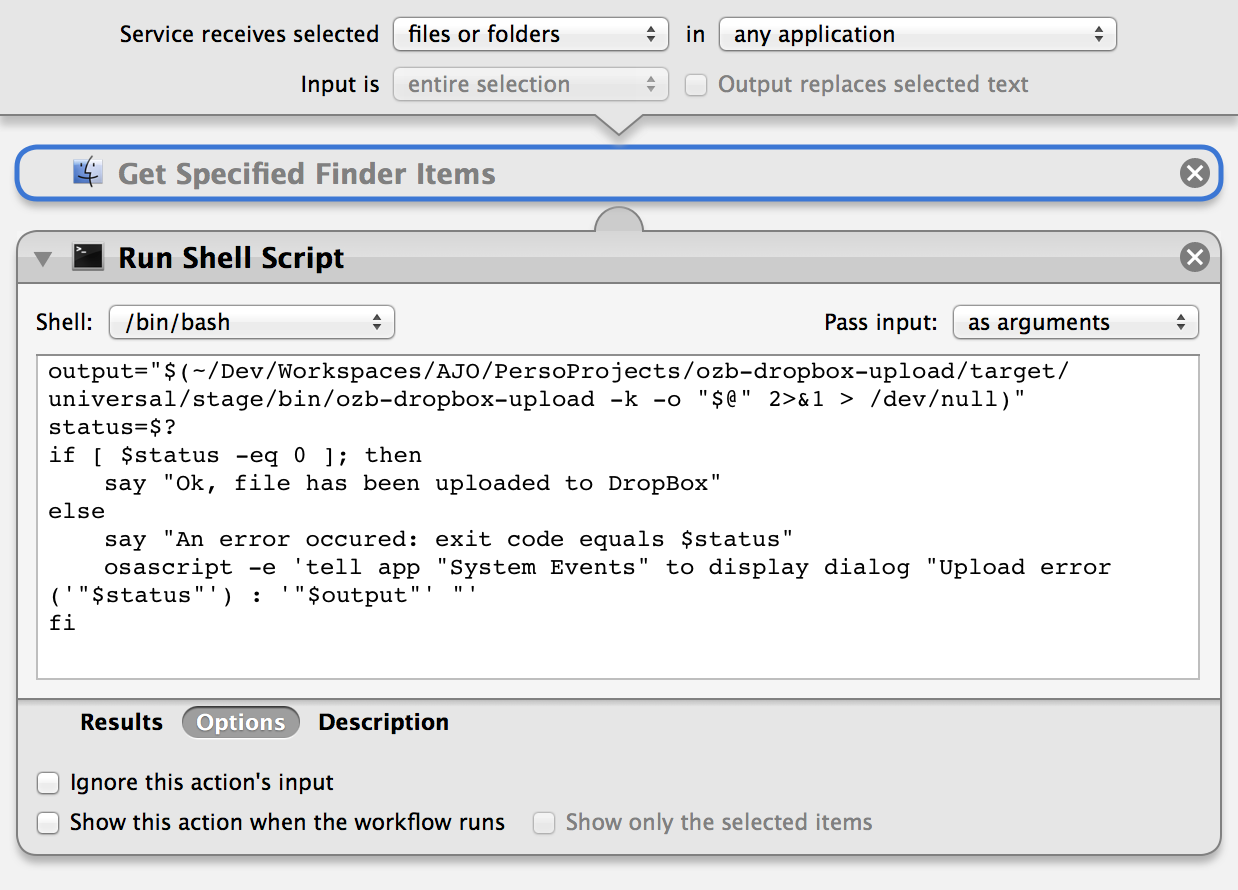 Service receives selected files or folders in any application
Input is entire selection Output replaces selected text
Get Specified Finder Items
Run Shell Script
Shell: /bin/bash Pass input: as arguments
output="$(~/Dev/Workspaces/AJO/PersoProjects/ozb-dropbox-upload/target/
universal/stage/bin/ozb-dropbox-upload -k -o "$@" 2>&1 > /dev/null)"
status=$?
if [ $status -eq 0 ]; then
    say "Ok, file has been uploaded to DropBox"
else
    say "An error occured: exit code equals $status"
    osascript -e 'tell app "System Events" to display dialog "Upload error
('"$status"') : '"$output"' "'
fi
Results Options Description
Ignore this action's input
Show this action when the workflow runs Show only the selected items